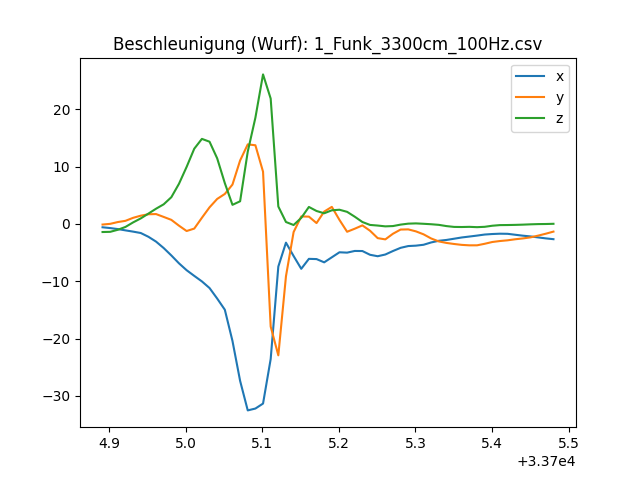 Beschleunigung (Wurf): 1_Funk_3300cm_100Hz.csv
x
y
z
20
10
0
−10
−20
−30
4.9 5.0 5.1 5.2 5.3 5.4 5.5
+3.37e4